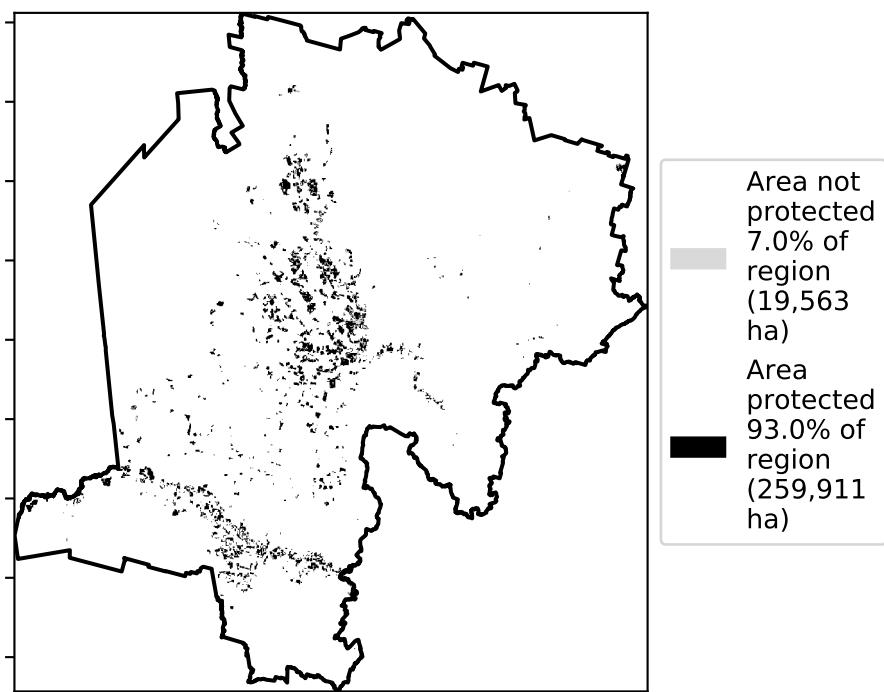 Area not
protected
7.0% of
region
(19,563
ha)
Area
protected
93.0% of
region
(259,911
ha)